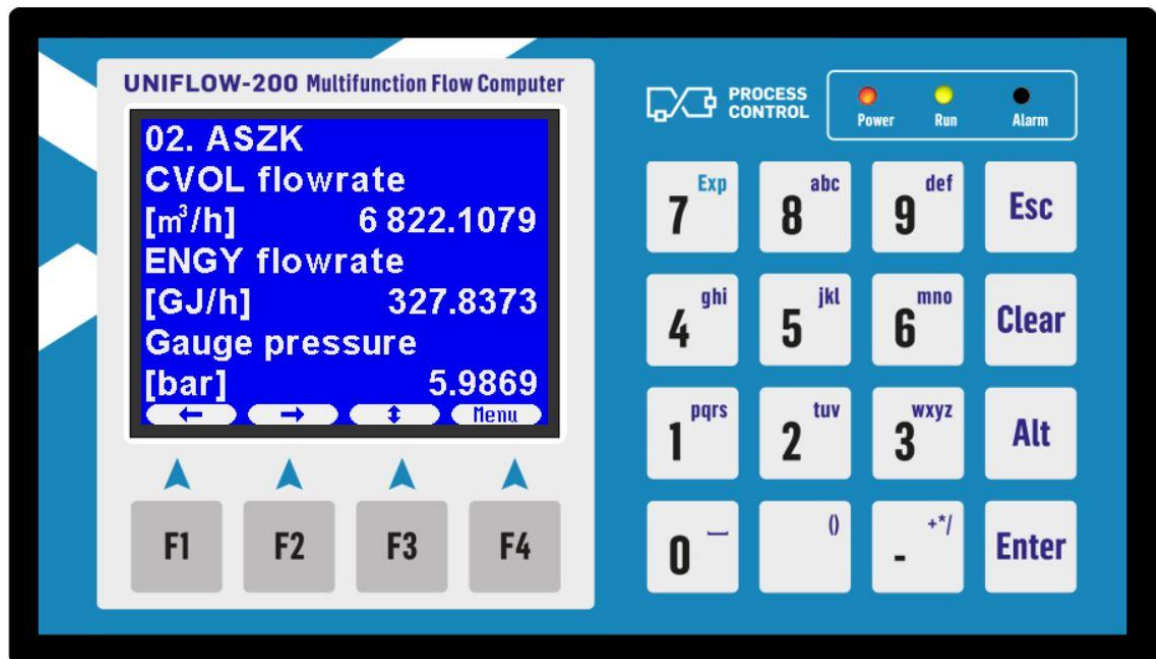 UNIFLOW-200 Multifunction Flow Computer
02. ASZK
CVOL flowrate
[m³/h] 6 822.1079
ENGY flowrate
[GJ/h] 327.8373
Gauge pressure
[bar] 5.9869
← → ↕ Menu
F1 F2 F3 F4
PROCESS
CONTROL
Power Run Alarm
7 Exp 8 abc 9 def Esc
4 ghi 5 jkl 6 mno Clear
1 pqrs 2 tuv 3 wxyz Alt
0 ⎵ () - +*/ Enter